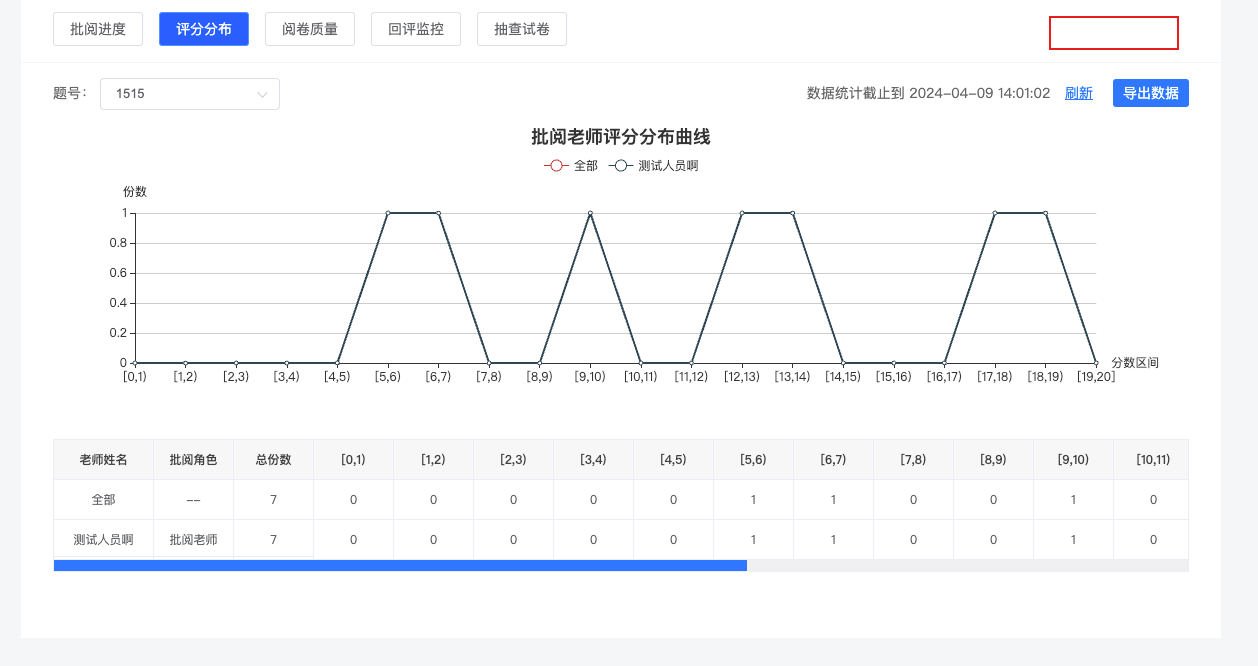 批阅进度 评分分布 阅卷质量 回评监控 抽查试卷
题号： 1515 数据统计截止到 2024-04-09 14:01:02 刷新 导出数据
批阅老师评分分布曲线
全部 测试人员啊
份数
1
0.8
0.6
0.4
0.2
0
[0,1) [1,2) [2,3) [3,4) [4,5) [5,6) [6,7) [7,8) [8,9) [9,10) [10,11) [11,12) [12,13) [13,14) [14,15) [15,16) [16,17) [17,18) [18,19) [19,20] 分数区间
老师姓名 批阅角色 总份数 [0,1) [1,2) [2,3) [3,4) [4,5) [5,6) [6,7) [7,8) [8,9) [9,10) [10,11)
全部 -- 7 0 0 0 0 0 1 1 0 0 1 0
测试人员啊 批阅老师 7 0 0 0 0 0 1 1 0 0 1 0